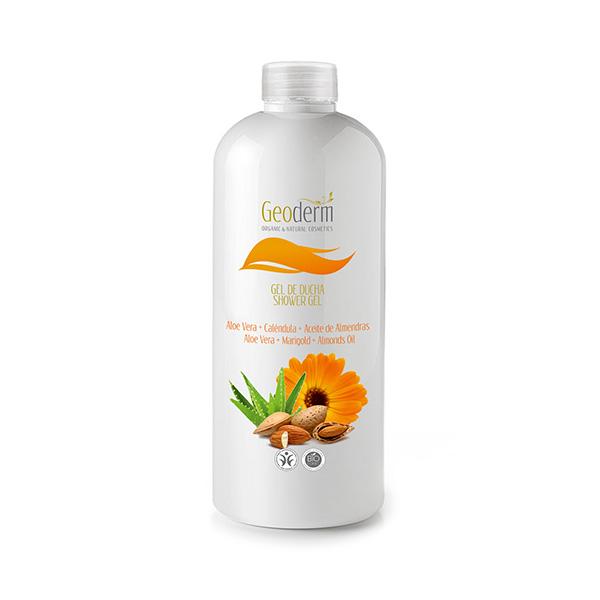 Geoderm
ORGANIC & NATURAL COSMETICS
GEL DE DUCHA
SHOWER GEL
Aloe Vera + Caléndula + Aceite de Almendras
Aloe Vera + Marigold + Almonds Oil
BIO